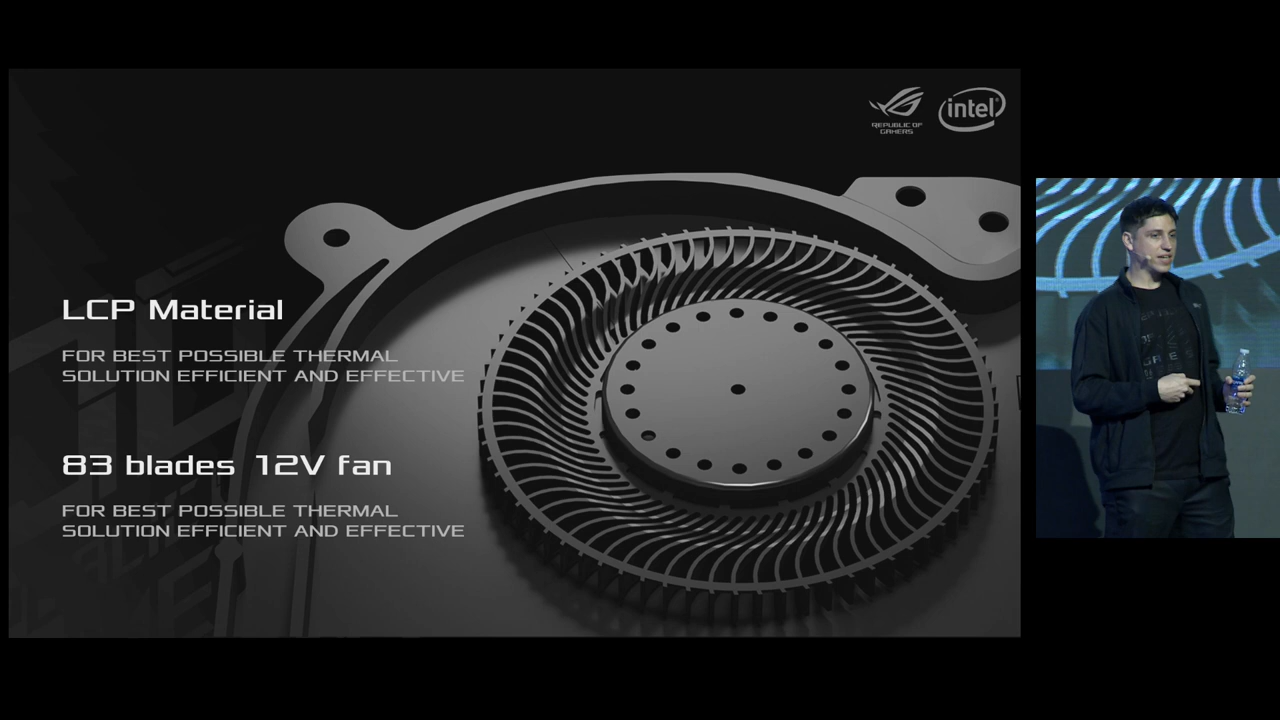 REPUBLIC OF
GAMERS
intel
LCP Material
FOR BEST POSSIBLE THERMAL
SOLUTION EFFICIENT AND EFFECTIVE
83 blades 12V fan
FOR BEST POSSIBLE THERMAL
SOLUTION EFFICIENT AND EFFECTIVE